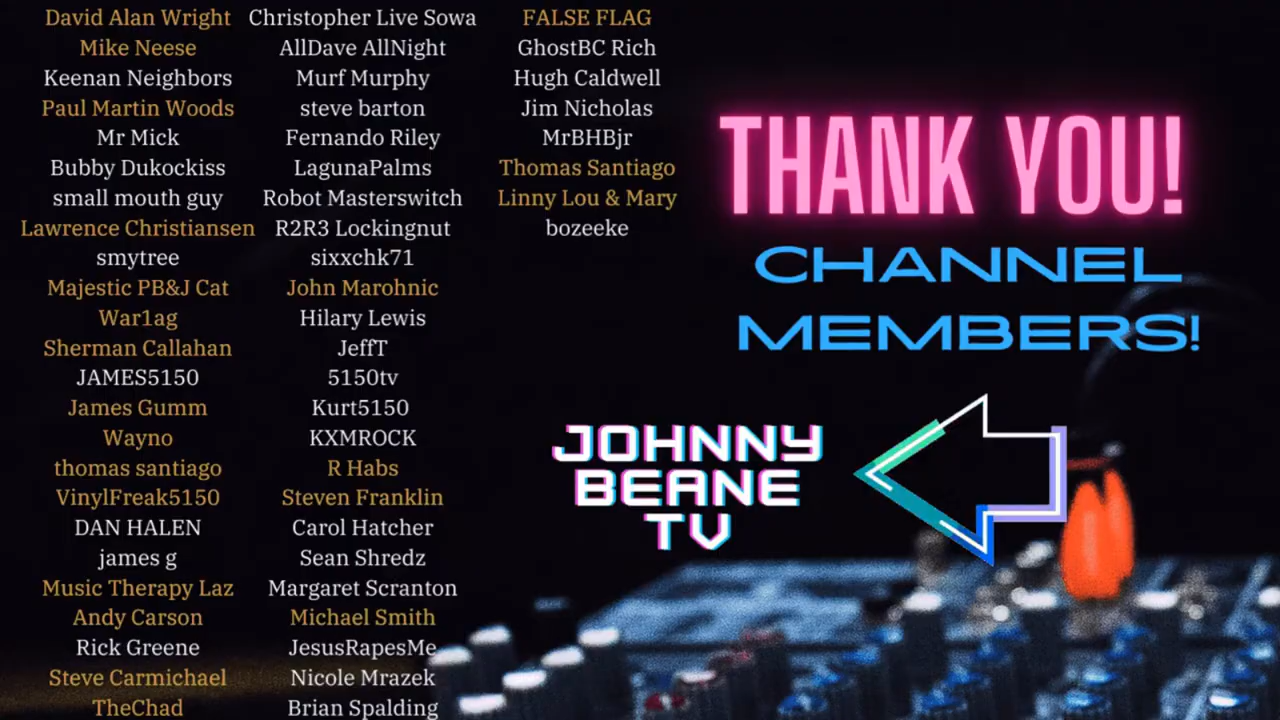 David Alan Wright
Mike Neese
Keenan Neighbors
Paul Martin Woods
Mr Mick
Bubby Dukockiss
small mouth guy
Lawrence Christiansen
smytree
Majestic PB&J Cat
War1ag
Sherman Callahan
JAMES5150
James Gumm
Wayno
thomas santiago
VinylFreak5150
DAN HALEN
james g
Music Therapy Laz
Andy Carson
Rick Greene
Steve Carmichael
TheChad
Christopher Live Sowa
AllDave AllNight
Murf Murphy
steve barton
Fernando Riley
LagunaPalms
Robot Masterswitch
R2R3 Lockingnut
sixxchk71
John Marohnic
Hilary Lewis
JeffT
5150tv
Kurt5150
KXMROCK
R Habs
Steven Franklin
Carol Hatcher
Sean Shredz
Margaret Scranton
Michael Smith
JesusRapesMe
Nicole Mrazek
Brian Spalding
FALSE FLAG
GhostBC Rich
Hugh Caldwell
Jim Nicholas
MrBHBjr
Thomas Santiago
Linny Lou & Mary
bozeeke
THANK YOU!
CHANNEL
MEMBERS!
JOHNNY
BEANE
TV